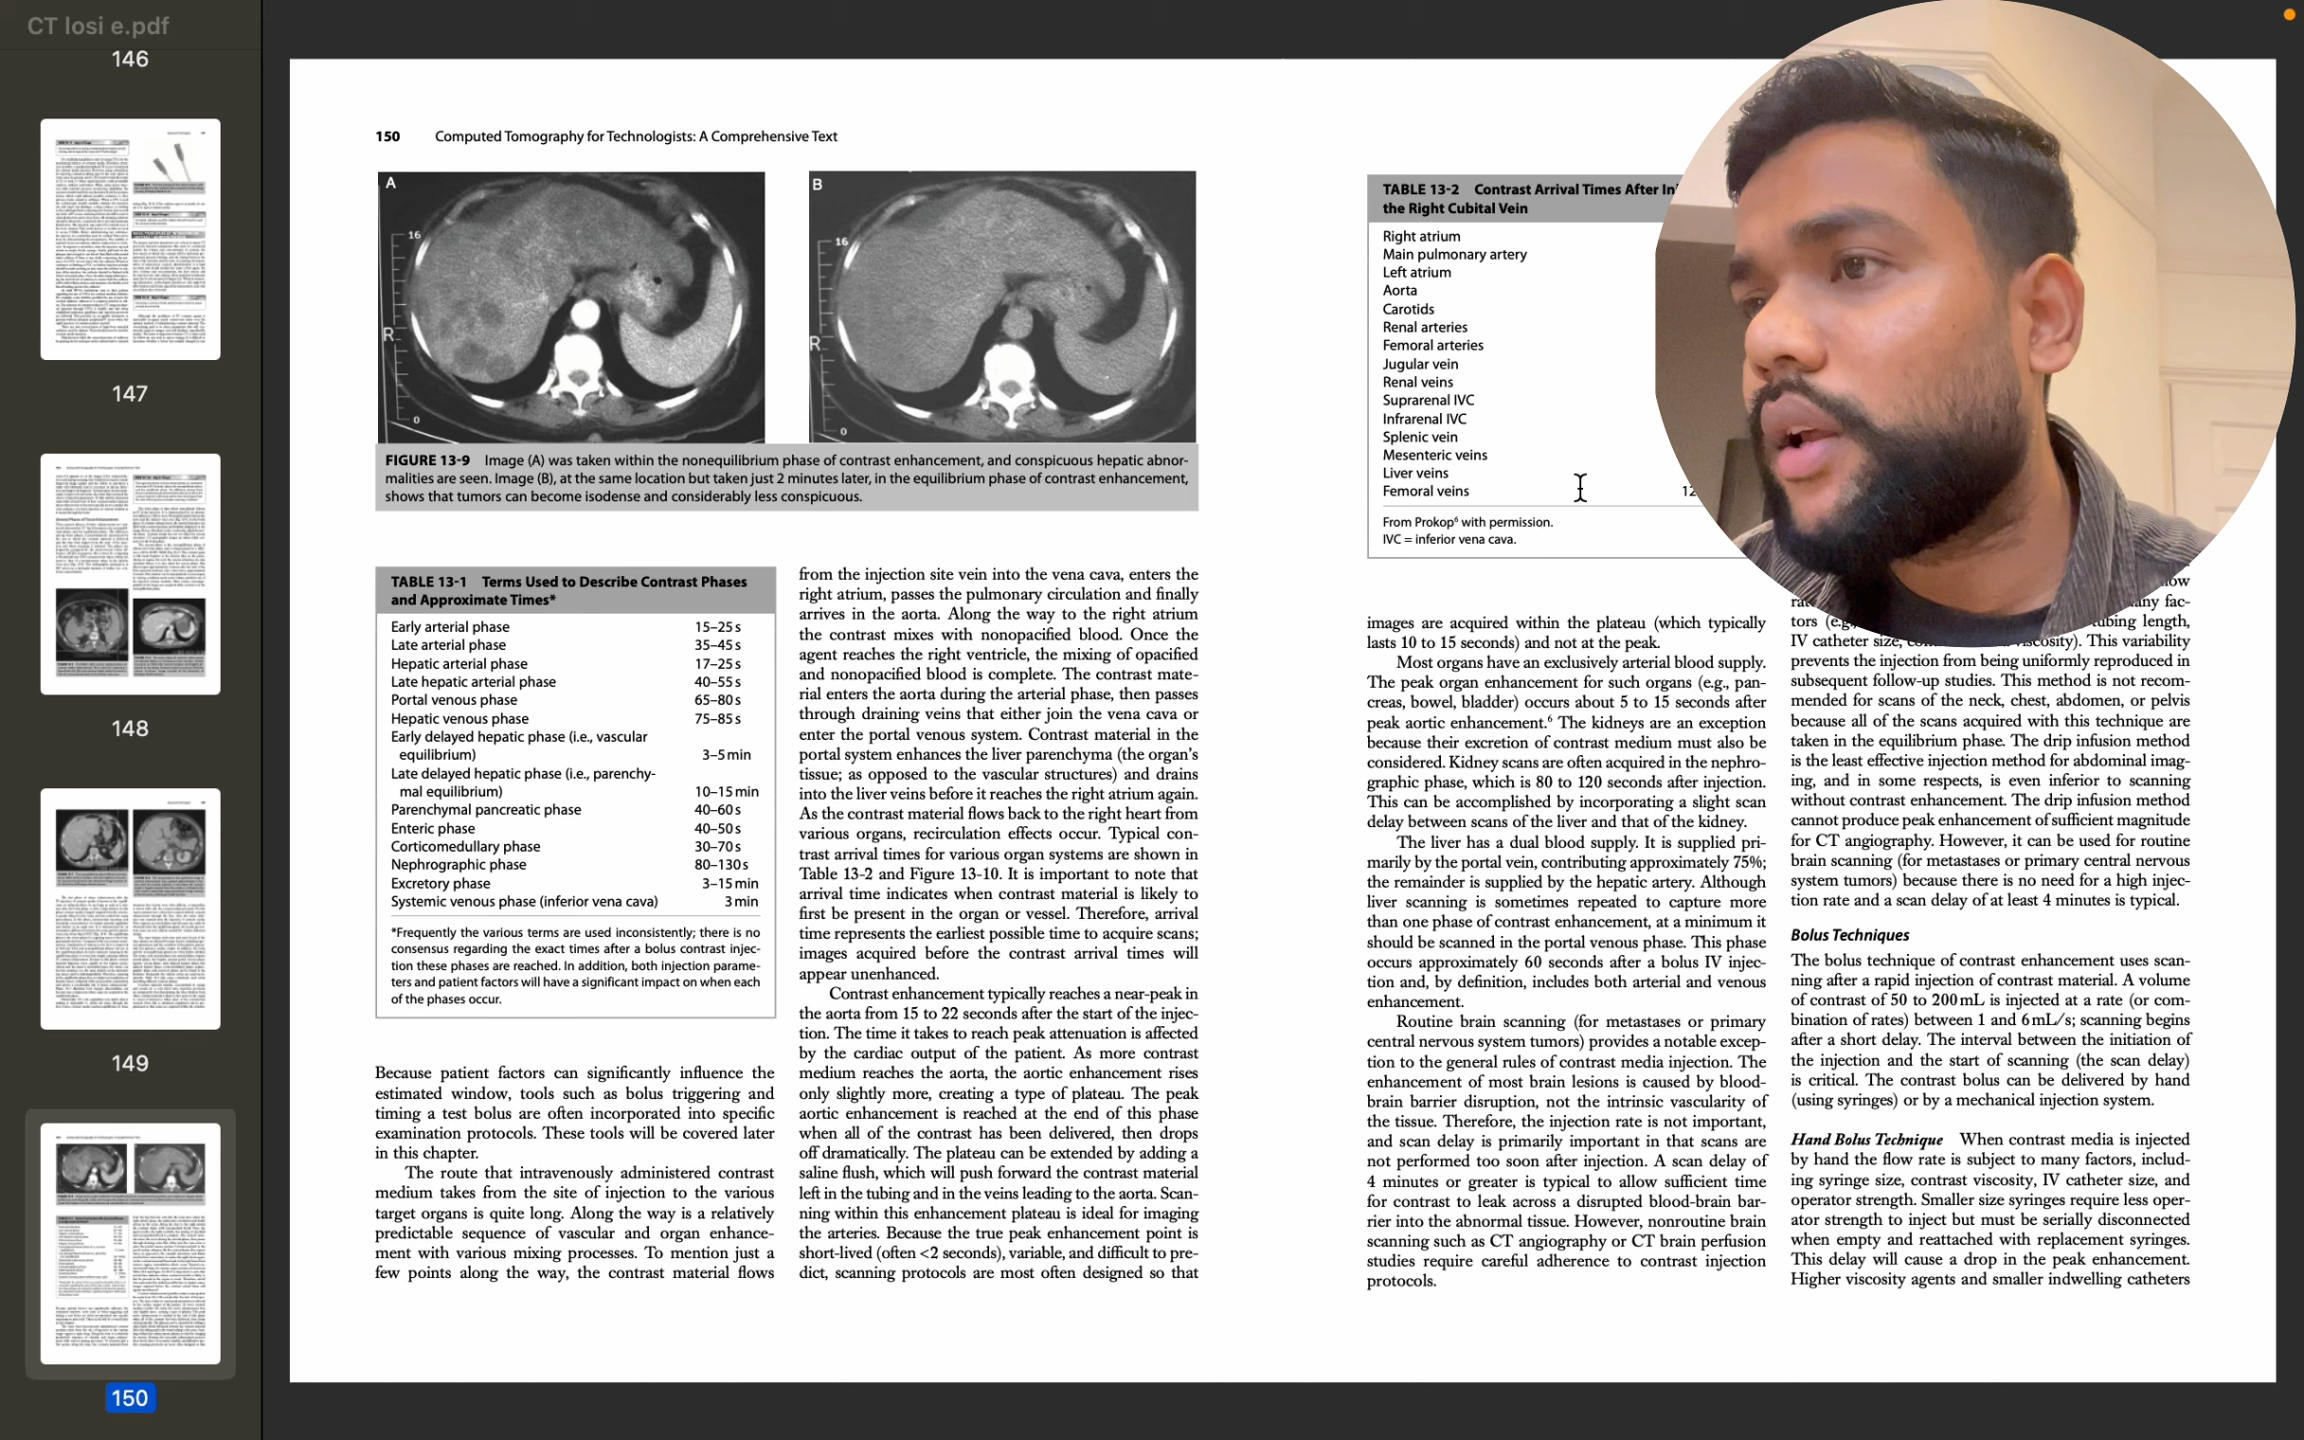 CT losi e.pdf
146
147
148
149
150
150 Computed Tomography for Technologists: A Comprehensive Text
A
16
R
0
B
16
R
0
FIGURE 13-9 Image (A) was taken within the nonequilibrium phase of contrast enhancement, and conspicuous hepatic abnor-
malities are seen. Image (B), at the same location but taken just 2 minutes later, in the equilibrium phase of contrast enhancement,
shows that tumors can become isodense and considerably less conspicuous.
TABLE 13-1 Terms Used to Describe Contrast Phases
and Approximate Times*
Early arterial phase 15–25 s
Late arterial phase 35–45 s
Hepatic arterial phase 17–25 s
Late hepatic arterial phase 40–55 s
Portal venous phase 65–80 s
Hepatic venous phase 75–85 s
Early delayed hepatic phase (i.e., vascular
equilibrium) 3–5 min
Late delayed hepatic phase (i.e., parenchy-
mal equilibrium) 10–15 min
Parenchymal pancreatic phase 40–60 s
Enteric phase 40–50 s
Corticomedullary phase 30–70 s
Nephrographic phase 80–130 s
Excretory phase 3–15 min
Systemic venous phase (inferior vena cava) 3 min
*Frequently the various terms are used inconsistently; there is no
consensus regarding the exact times after a bolus contrast injec-
tion these phases are reached. In addition, both injection parame-
ters and patient factors will have a significant impact on when each
of the phases occur.
Because patient factors can significantly influence the
estimated window, tools such as bolus triggering and
timing a test bolus are often incorporated into specific
examination protocols. These tools will be covered later
in this chapter.
The route that intravenously administered contrast
medium takes from the site of injection to the various
target organs is quite long. Along the way is a relatively
predictable sequence of vascular and organ enhance-
ment with various mixing processes. To mention just a
few points along the way, the contrast material flows
from the injection site vein into the vena cava, enters the
right atrium, passes the pulmonary circulation and finally
arrives in the aorta. Along the way to the right atrium
the contrast mixes with nonopacified blood. Once the
agent reaches the right ventricle, the mixing of opacified
and nonopacified blood is complete. The contrast mate-
rial enters the aorta during the arterial phase, then passes
through draining veins that either join the vena cava or
enter the portal venous system. Contrast material in the
portal system enhances the liver parenchyma (the organ's
tissue; as opposed to the vascular structures) and drains
into the liver veins before it reaches the right atrium again.
As the contrast material flows back to the right heart from
various organs, recirculation effects occur. Typical con-
trast arrival times for various organ systems are shown in
Table 13-2 and Figure 13-10. It is important to note that
arrival time indicates when contrast material is likely to
first be present in the organ or vessel. Therefore, arrival
time represents the earliest possible time to acquire scans;
images acquired before the contrast arrival times will
appear unenhanced.
Contrast enhancement typically reaches a near-peak in
the aorta from 15 to 22 seconds after the start of the injec-
tion. The time it takes to reach peak attenuation is affected
by the cardiac output of the patient. As more contrast
medium reaches the aorta, the aortic enhancement rises
only slightly more, creating a type of plateau. The peak
aortic enhancement is reached at the end of this phase
when all of the contrast has been delivered, then drops
off dramatically. The plateau can be extended by adding a
saline flush, which will push forward the contrast material
left in the tubing and in the veins leading to the aorta. Scan-
ning within this enhancement plateau is ideal for imaging
the arteries. Because the true peak enhancement point is
short-lived (often <2 seconds), variable, and difficult to pre-
dict, scanning protocols are most often designed so that
TABLE 13-2 Contrast Arrival Times After
the Right Cubital Vein
Right atrium
Main pulmonary artery
Left atrium
Aorta
Carotids
Renal arteries
Femoral arteries
Jugular vein
Renal veins
Suprarenal IVC
Infrarenal IVC
Splenic vein
Mesenteric veins
Liver veins
Femoral veins 12
From Prokop⁶ with permission.
IVC = inferior vena cava.
images are acquired within the plateau (which typically
lasts 10 to 15 seconds) and not at the peak.
Most organs have an exclusively arterial blood supply.
The peak organ enhancement for such organs (e.g., pan-
creas, bowel, bladder) occurs about 5 to 15 seconds after
peak aortic enhancement.⁶ The kidneys are an exception
because their excretion of contrast medium must also be
considered. Kidney scans are often acquired in the nephro-
graphic phase, which is 80 to 120 seconds after injection.
This can be accomplished by incorporating a slight scan
delay between scans of the liver and that of the kidney.
The liver has a dual blood supply. It is supplied pri-
marily by the portal vein, contributing approximately 75%;
the remainder is supplied by the hepatic artery. Although
liver scanning is sometimes repeated to capture more
than one phase of contrast enhancement, at a minimum it
should be scanned in the portal venous phase. This phase
occurs approximately 60 seconds after a bolus IV injec-
tion and, by definition, includes both arterial and venous
enhancement.
Routine brain scanning (for metastases or primary
central nervous system tumors) provides a notable excep-
tion to the general rules of contrast media injection. The
enhancement of most brain lesions is caused by blood-
brain barrier disruption, not the intrinsic vascularity of
the tissue. Therefore, the injection rate is not important,
and scan delay is primarily important in that scans are
not performed too soon after injection. A scan delay of
4 minutes or greater is typical to allow sufficient time
for contrast to leak across a disrupted blood-brain bar-
rier into the abnormal tissue. However, nonroutine brain
scanning such as CT angiography or CT brain perfusion
studies require careful adherence to contrast injection
protocols.
many fac-
tors (e.g., tubing length,
IV catheter size, viscosity). This variability
prevents the injection from being uniformly reproduced in
subsequent follow-up studies. This method is not recom-
mended for scans of the neck, chest, abdomen, or pelvis
because all of the scans acquired with this technique are
taken in the equilibrium phase. The drip infusion method
is the least effective injection method for abdominal imag-
ing, and in some respects, is even inferior to scanning
without contrast enhancement. The drip infusion method
cannot produce peak enhancement of sufficient magnitude
for CT angiography. However, it can be used for routine
brain scanning (for metastases or primary central nervous
system tumors) because there is no need for a high injec-
tion rate and a scan delay of at least 4 minutes is typical.
Bolus Techniques
The bolus technique of contrast enhancement uses scan-
ning after a rapid injection of contrast material. A volume
of contrast of 50 to 200 mL is injected at a rate (or com-
bination of rates) between 1 and 6 mL/s; scanning begins
after a short delay. The interval between the initiation of
the injection and the start of scanning (the scan delay)
is critical. The contrast bolus can be delivered by hand
(using syringes) or by a mechanical injection system.
Hand Bolus Technique When contrast media is injected
by hand the flow rate is subject to many factors, includ-
ing syringe size, contrast viscosity, IV catheter size, and
operator strength. Smaller size syringes require less oper-
ator strength to inject but must be serially disconnected
when empty and reattached with replacement syringes.
This delay will cause a drop in the peak enhancement.
Higher viscosity agents and smaller indwelling catheters